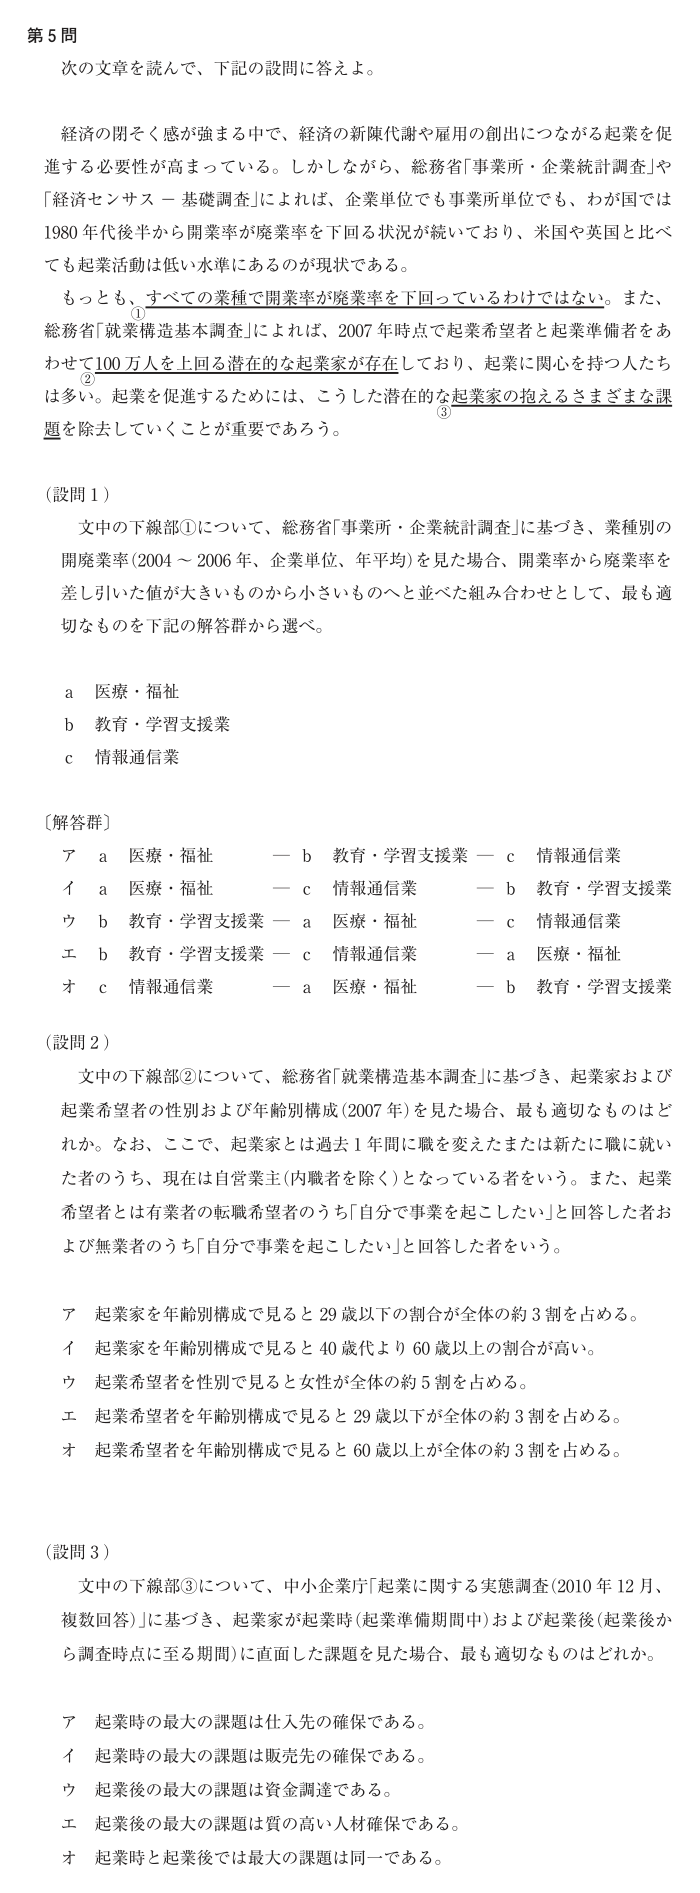 第5問
次の文章を読んで、下記の設問に答えよ。
経済の閉そく感が強まる中で、経済の新陳代謝や雇用の創出につながる起業を促
進する必要性が高まっている。しかしながら、総務省「事業所・企業統計調査」や
「経済センサス − 基礎調査」によれば、企業単位でも事業所単位でも、わが国では
1980 年代後半から開業率が廃業率を下回る状況が続いており、米国や英国と比べ
ても起業活動は低い水準にあるのが現状である。
もっとも、すべての業種で開業率が廃業率を下回っているわけではない。また、
①
総務省「就業構造基本調査」によれば、2007 年時点で起業希望者と起業準備者をあ
わせて100 万人を上回る潜在的な起業家が存在しており、起業に関心を持つ人たち
②
は多い。起業を促進するためには、こうした潜在的な起業家の抱えるさまざまな課
③
題を除去していくことが重要であろう。
(設問1)
文中の下線部①について、総務省「事業所・企業統計調査」に基づき、業種別の
開廃業率(2004 〜 2006 年、企業単位、年平均)を見た場合、開業率から廃業率を
差し引いた値が大きいものから小さいものへと並べた組み合わせとして、最も適
切なものを下記の解答群から選べ。
a 医療・福祉
b 教育・学習支援業
c 情報通信業
〔解答群〕
ア a 医療・福祉 ― b 教育・学習支援業 ― c 情報通信業
イ a 医療・福祉 ― c 情報通信業 ― b 教育・学習支援業
ウ b 教育・学習支援業 ― a 医療・福祉 ― c 情報通信業
エ b 教育・学習支援業 ― c 情報通信業 ― a 医療・福祉
オ c 情報通信業 ― a 医療・福祉 ― b 教育・学習支援業
(設問2)
文中の下線部②について、総務省「就業構造基本調査」に基づき、起業家および
起業希望者の性別および年齢別構成(2007 年)を見た場合、最も適切なものはど
れか。なお、ここで、起業家とは過去1年間に職を変えたまたは新たに職に就い
た者のうち、現在は自営業主(内職者を除く)となっている者をいう。また、起業
希望者とは有業者の転職希望者のうち「自分で事業を起こしたい」と回答した者お
よび無業者のうち「自分で事業を起こしたい」と回答した者をいう。
ア 起業家を年齢別構成で見ると 29 歳以下の割合が全体の約3割を占める。
イ 起業家を年齢別構成で見ると 40 歳代より 60 歳以上の割合が高い。
ウ 起業希望者を性別で見ると女性が全体の約5割を占める。
エ 起業希望者を年齢別構成で見ると 29 歳以下が全体の約3割を占める。
オ 起業希望者を年齢別構成で見ると 60 歳以上が全体の約3割を占める。
(設問3)
文中の下線部③について、中小企業庁「起業に関する実態調査(2010 年 12 月、
複数回答)」に基づき、起業家が起業時(起業準備期間中)および起業後(起業後か
ら調査時点に至る期間)に直面した課題を見た場合、最も適切なものはどれか。
ア 起業時の最大の課題は仕入先の確保である。
イ 起業時の最大の課題は販売先の確保である。
ウ 起業後の最大の課題は資金調達である。
エ 起業後の最大の課題は質の高い人材確保である。
オ 起業時と起業後では最大の課題は同一である。